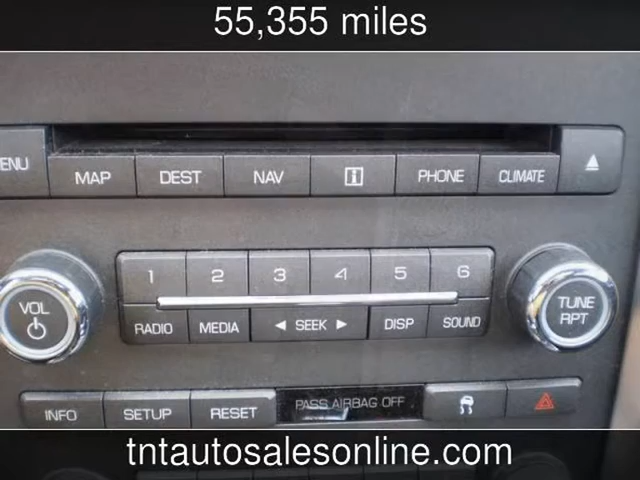 55,355 miles
MAP DEST NAV i PHONE CLIMATE
1 2 3 4 5 6
VOL
TUNE
RPT
RADIO MEDIA SEEK DISP SOUND
INFO SETUP RESET PASS AIRBAG OFF
tntautosalesonline.com